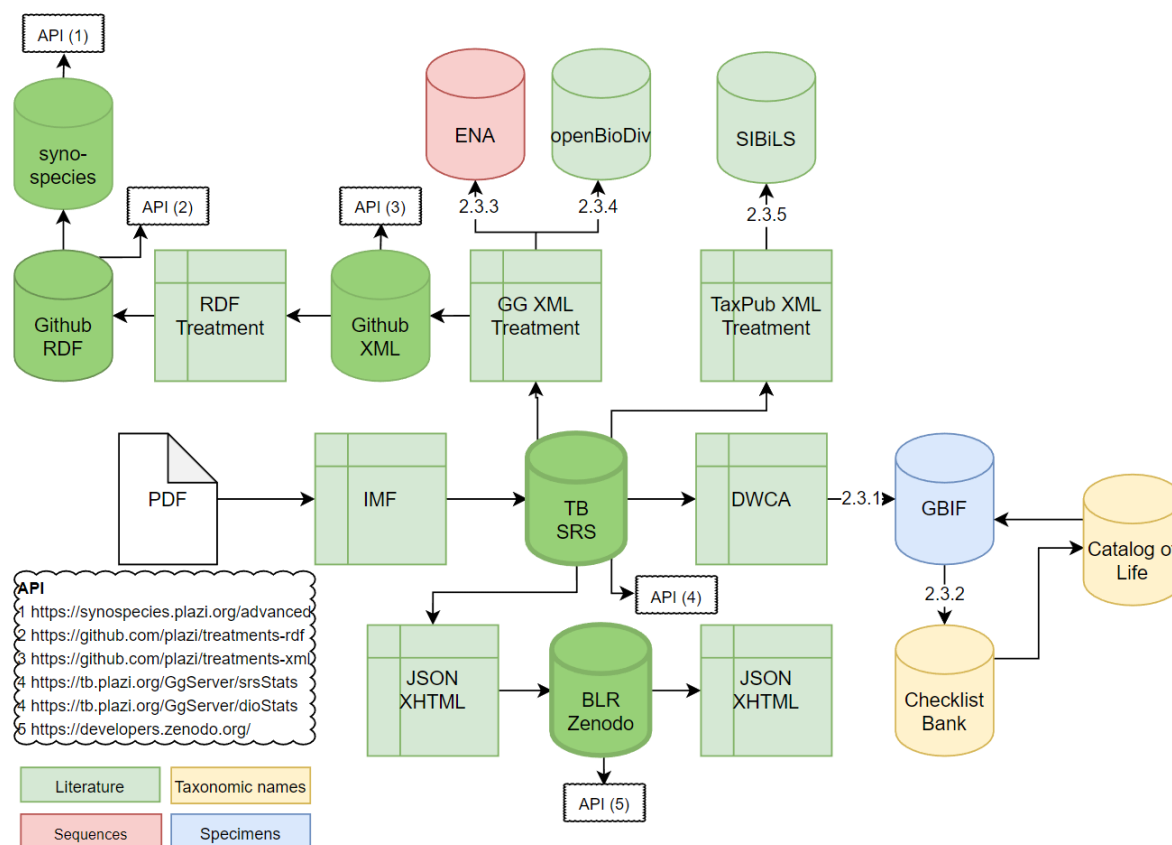 API (1)
syno-
species
ENA
openBioDiv
SIBiLS
API (2)
API (3)
2.3.3
2.3.4
2.3.5
Github
RDF
RDF
Treatment
Github
XML
GG XML
Treatment
TaxPub XML
Treatment
PDF
IMF
TB
SRS
DWCA
2.3.1
GBIF
Catalog of
Life
2.3.2
API (4)
API
1 https://synospecies.plazi.org/advanced
2 https://github.com/plazi/treatments-rdf
3 https://github.com/plazi/treatments-xml
4 https://tb.plazi.org/GgServer/srsStats
4 https://tb.plazi.org/GgServer/dioStats
5 https://developers.zenodo.org/
JSON
XHTML
BLR
Zenodo
JSON
XHTML
Checklist
Bank
API (5)
Literature
Taxonomic names
Sequences
Specimens